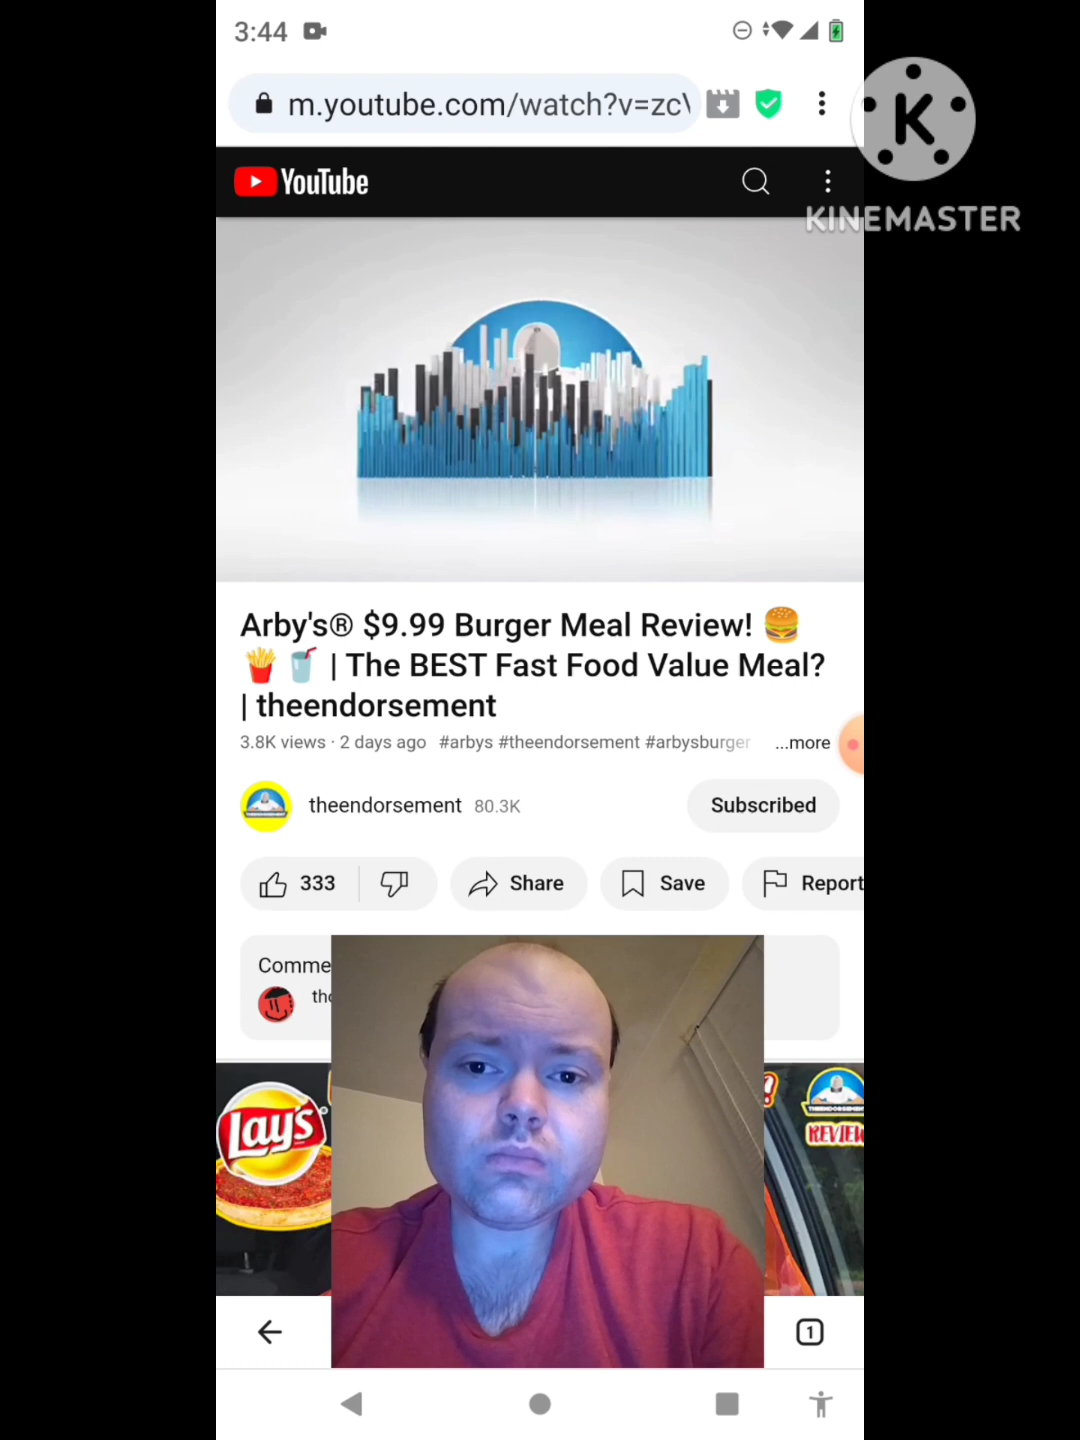 3:44
m.youtube.com/watch?v=zc
K
KINEMASTER
YouTube
Arby's® $9.99 Burger Meal Review! 🍔
🍟 🥤 | The BEST Fast Food Value Meal?
| theendorsement
3.8K views · 2 days ago #arbys #theendorsement #arbysburger ...more
theendorsement 80.3K
Subscribed
333
Share
Save
Report
Comme
Lay's
REVIEW
1